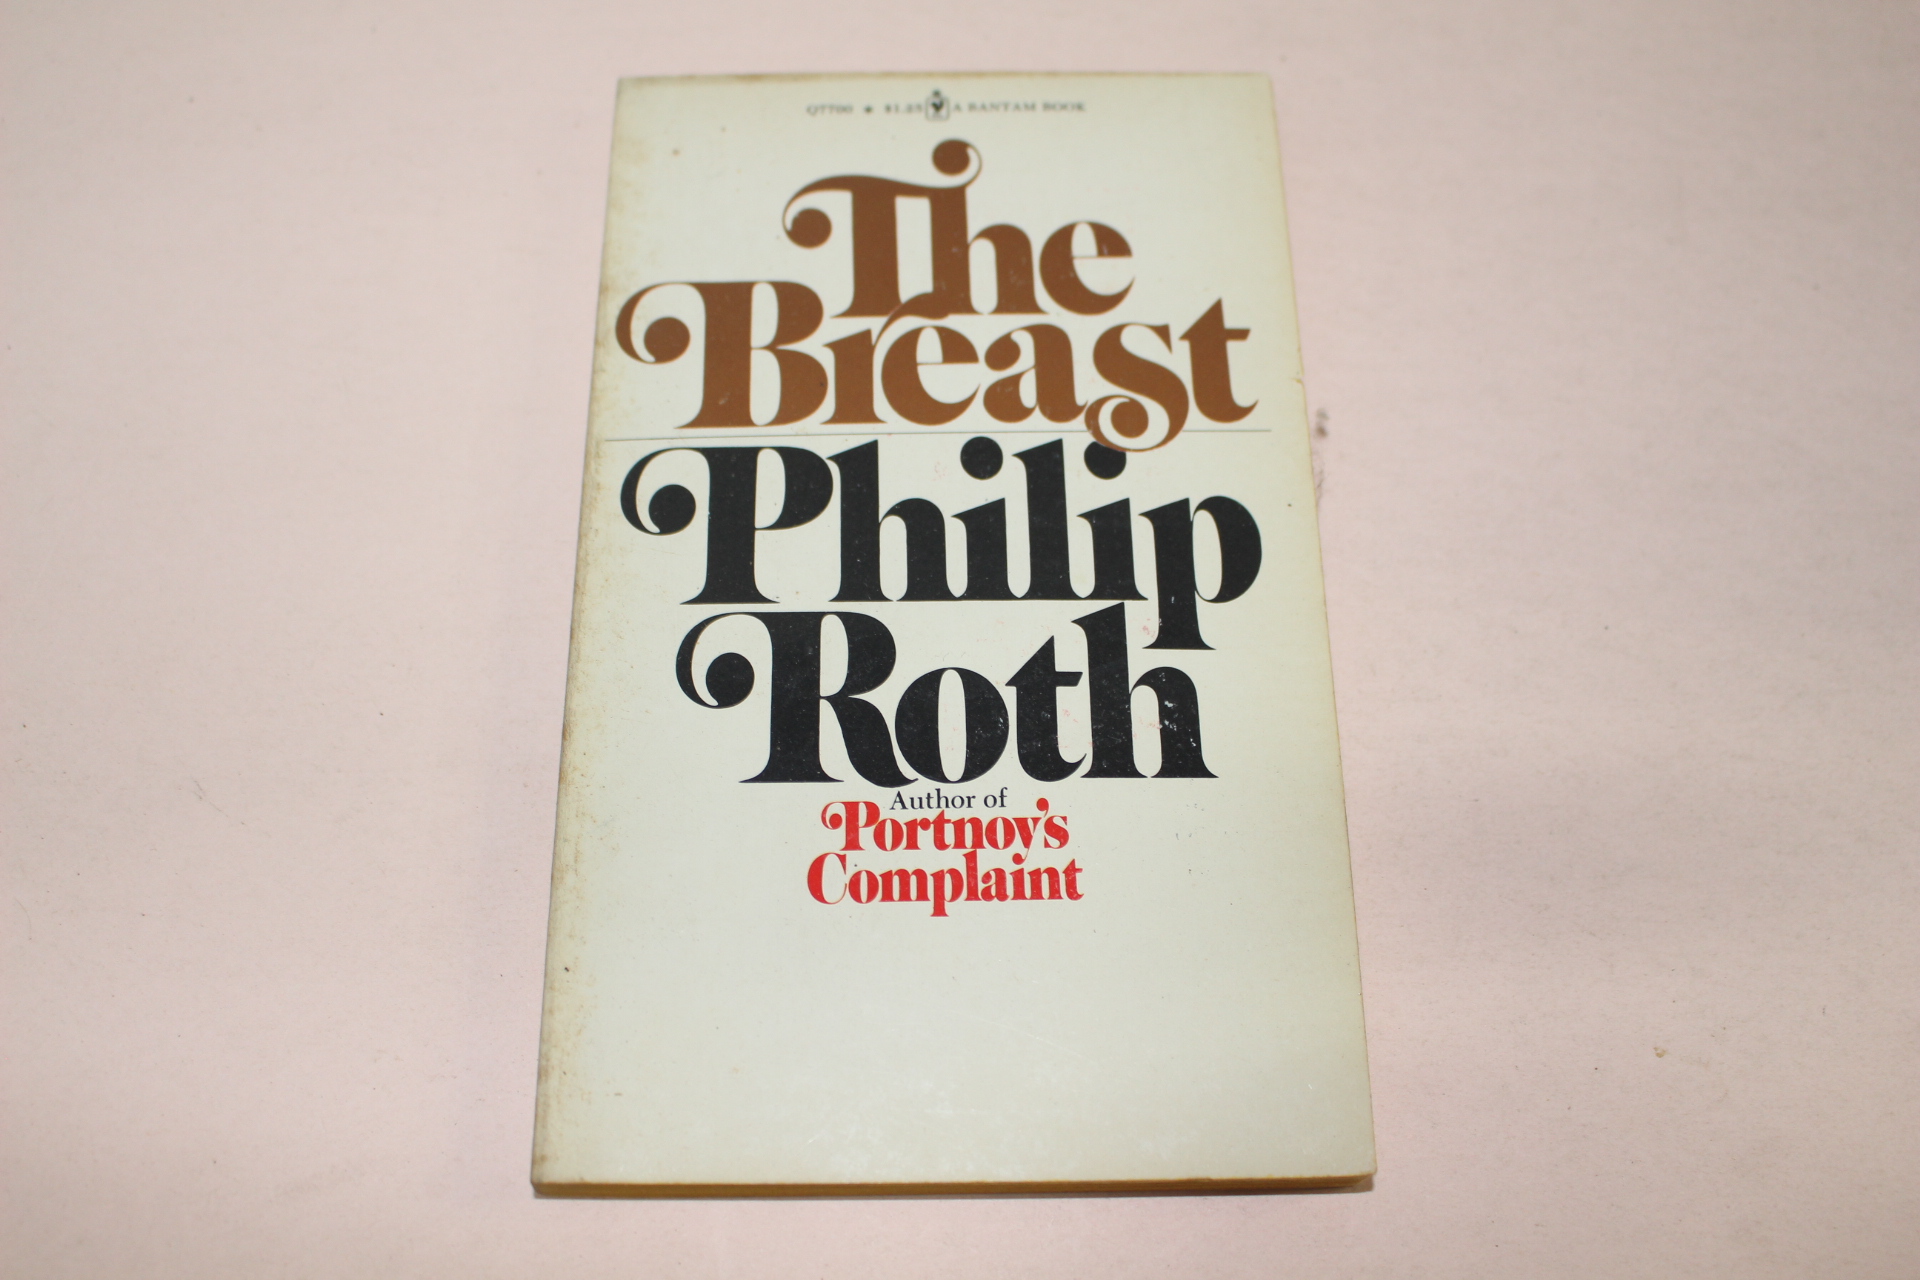 Q7700 ★ $1.25 A BANTAM BOOK
The
Breast
Philip
Roth
Author of
Portnoy's
Complaint